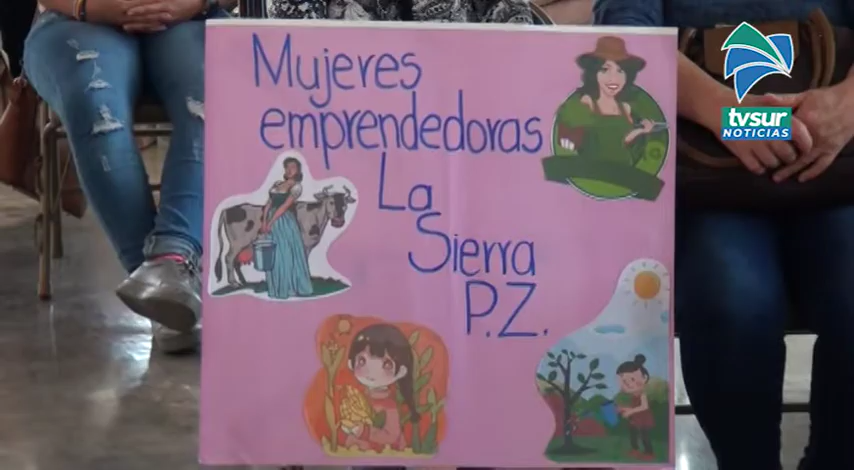 Mujeres
emprendedoras
La
Sierra
P.Z.
tvsur
NOTICIAS